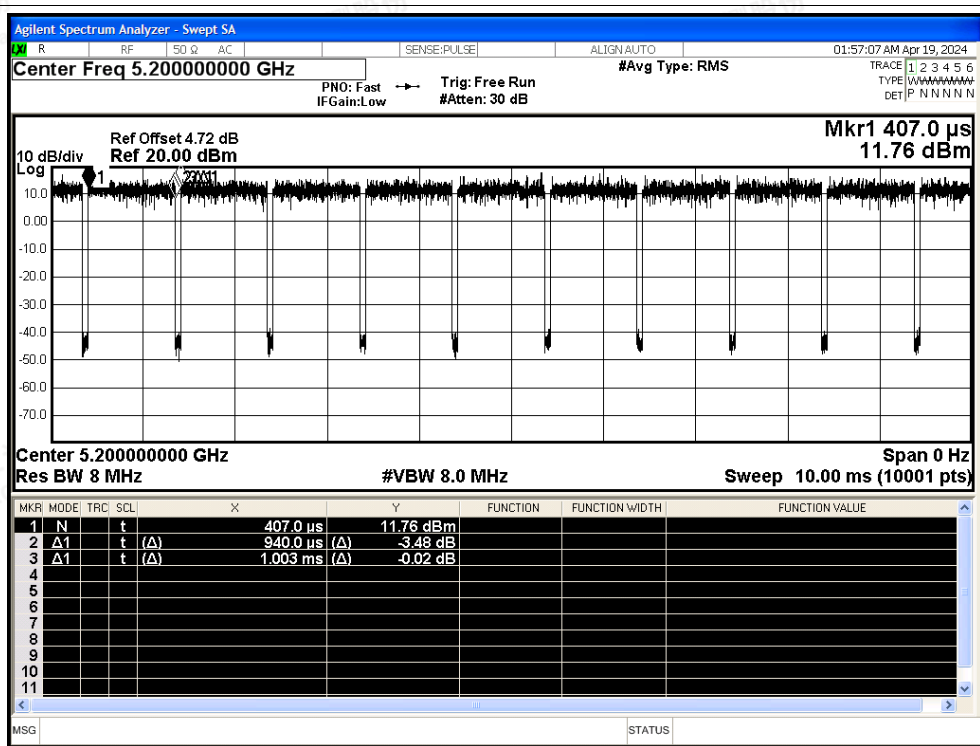 Agilent Spectrum Analyzer - Swept SA
LXI R RF 50 Ω AC SENSE:PULSE ALIGN AUTO 01:57:07 AM Apr 19, 2024
Center Freq 5.200000000 GHz #Avg Type: RMS TRACE 1 2 3 4 5 6
PNO: Fast Trig: Free Run TYPE
IFGain:Low #Atten: 30 dB DET P N N N N N
Mkr1 407.0 µs
11.76 dBm
Ref Offset 4.72 dB
10 dB/div Ref 20.00 dBm
Log
1
10.0
0.00
-10.0
-20.0
-30.0
-40.0
-50.0
-60.0
-70.0
Center 5.200000000 GHz Span 0 Hz
Res BW 8 MHz #VBW 8.0 MHz Sweep 10.00 ms (10001 pts)
MKR MODE TRC SCL X Y FUNCTION FUNCTION WIDTH FUNCTION VALUE
1 N t 407.0 µs 11.76 dBm
2 Δ1 t (Δ) 940.0 µs (Δ) -3.48 dB
3 Δ1 t (Δ) 1.003 ms (Δ) -0.02 dB
4
5
6
7
8
9
10
11
MSG STATUS